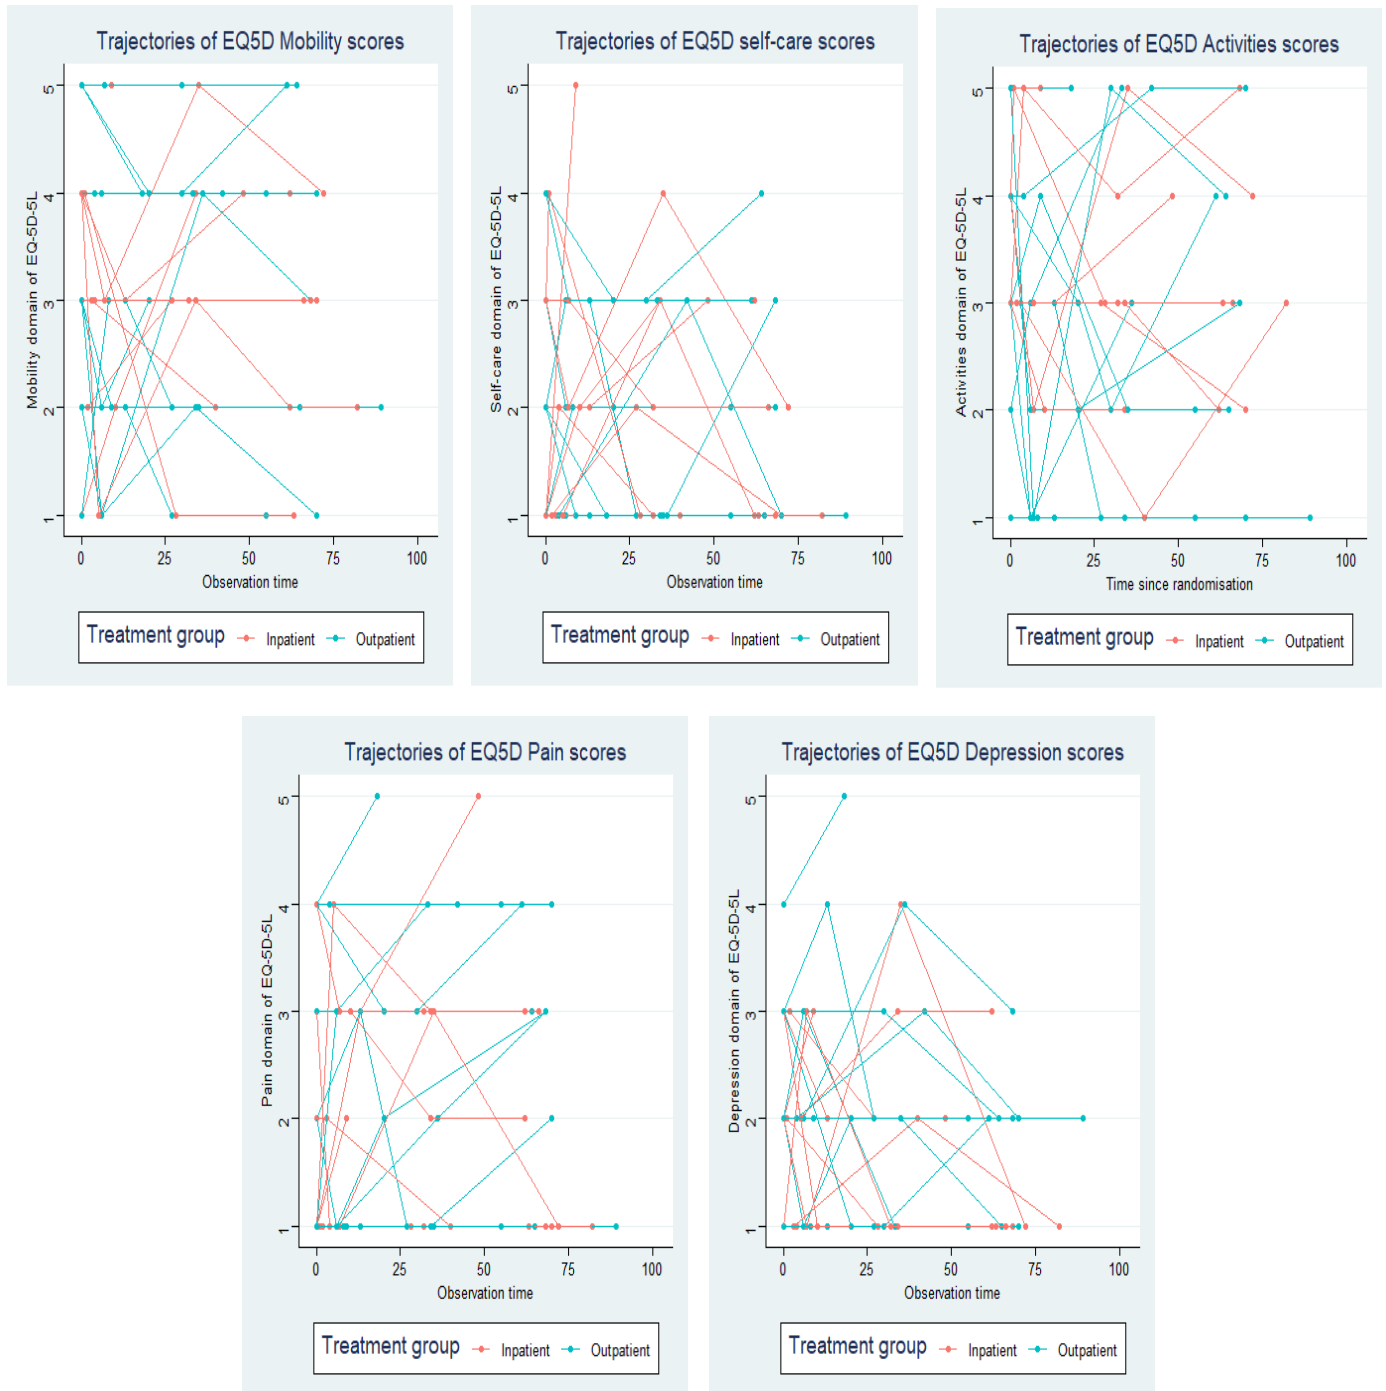 Trajectories of EQ5D Mobility scores
Mobility domain of EQ-5D-5L
5
4
3
2
1
0 25 50 75 100
Observation time
Treatment group Inpatient Outpatient
Trajectories of EQ5D self-care scores
Self-care domain of EQ-5D-5L
5
4
3
2
1
0 25 50 75 100
Observation time
Treatment group Inpatient Outpatient
Trajectories of EQ5D Activities scores
Activities domain of EQ-5D-5L
5
4
3
2
1
0 25 50 75 100
Time since randomisation
Treatment group Inpatient Outpatient
Trajectories of EQ5D Pain scores
Pain domain of EQ-5D-5L
5
4
3
2
1
0 25 50 75 100
Observation time
Treatment group Inpatient Outpatient
Trajectories of EQ5D Depression scores
Depression domain of EQ-5D-5L
5
4
3
2
1
0 25 50 75 100
Observation time
Treatment group Inpatient Outpatient